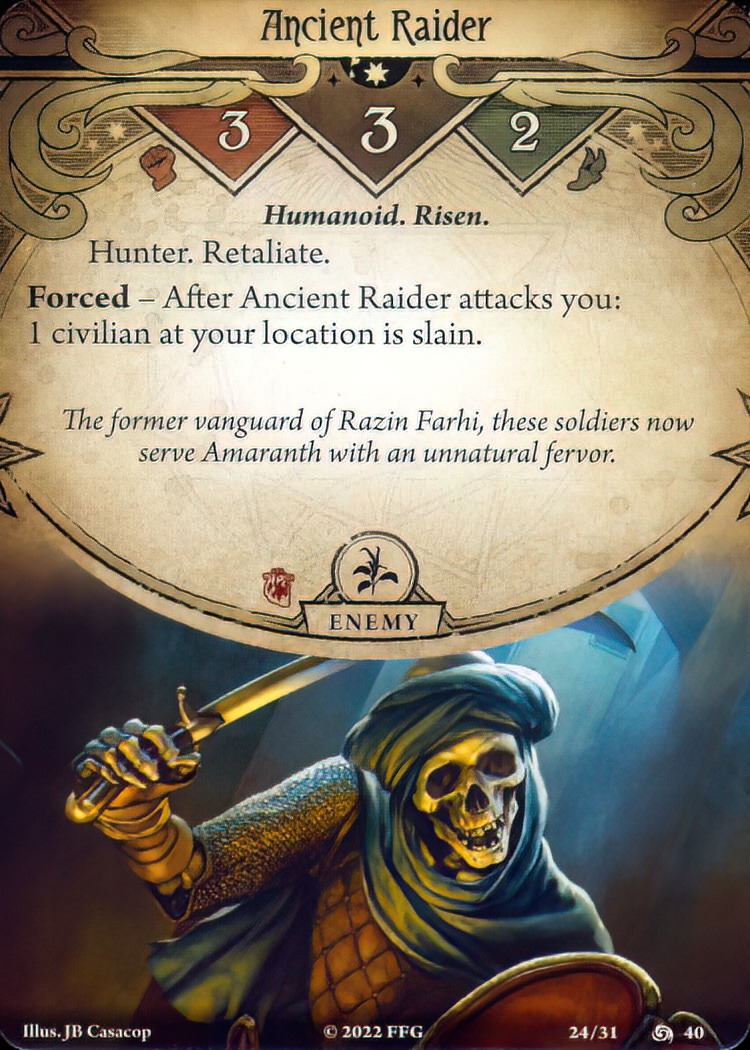 Ancient Raider
3 3 2
Humanoid. Risen.
Hunter. Retaliate.
Forced – After Ancient Raider attacks you:
1 civilian at your location is slain.
The former vanguard of Razin Farhi, these soldiers now
serve Amaranth with an unnatural fervor.
ENEMY
Illus. JB Casacop © 2022 FFG 24/31 40